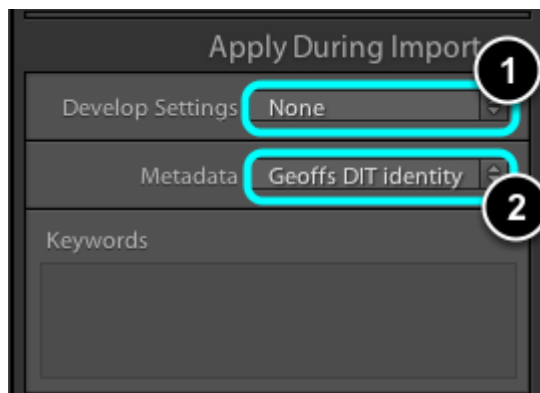 Apply During Import
1
Develop Settings None
Metadata Geoffs DIT identity
2
Keywords